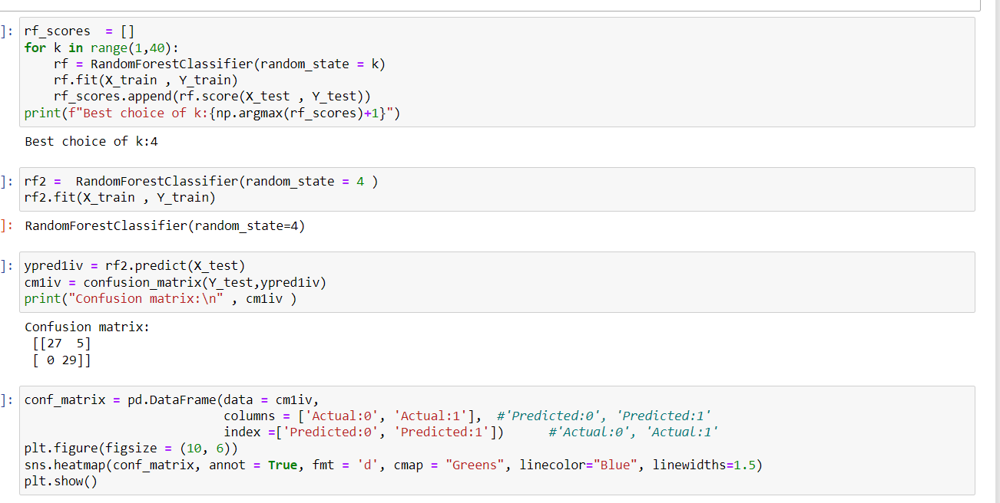 ]: rf_scores  = []
for k in range(1,40):
    rf = RandomForestClassifier(random_state = k)
    rf.fit(X_train , Y_train)
    rf_scores.append(rf.score(X_test , Y_test))
print(f"Best choice of k:{np.argmax(rf_scores)+1}")
Best choice of k:4
]: rf2 =  RandomForestClassifier(random_state = 4 )
rf2.fit(X_train , Y_train)
]: RandomForestClassifier(random_state=4)
]: ypred1iv = rf2.predict(X_test)
cm1iv = confusion_matrix(Y_test,ypred1iv)
print("Confusion matrix:\n" , cm1iv )
Confusion matrix:
 [[27  5]
 [ 0 29]]
]: conf_matrix = pd.DataFrame(data = cm1iv,
                           columns = ['Actual:0', 'Actual:1'],  #'Predicted:0', 'Predicted:1'
                           index =['Predicted:0', 'Predicted:1'])      #'Actual:0', 'Actual:1'
plt.figure(figsize = (10, 6))
sns.heatmap(conf_matrix, annot = True, fmt = 'd', cmap = "Greens", linecolor="Blue", linewidths=1.5)
plt.show()